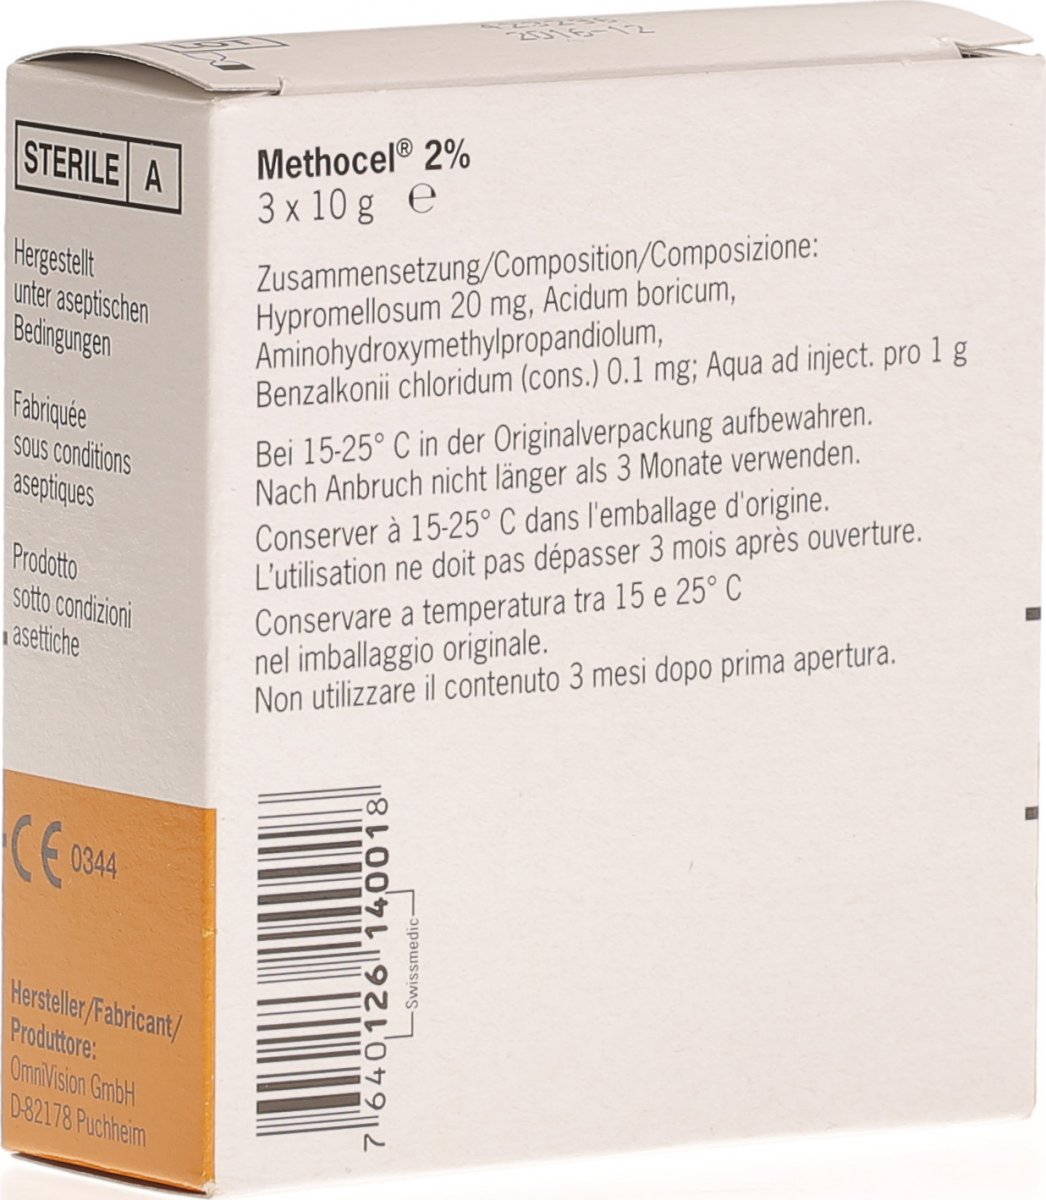 2016-12
STERILE A
Hergestellt
unter aseptischen
Bedingungen
Fabriquée
sous conditions
aseptiques
Prodotto
sotto condizioni
asettiche
CE 0344
Hersteller/Fabricant/
Produttore:
OmniVision GmbH
D-82178 Puchheim
Methocel® 2%
3 x 10 g ℮
Zusammensetzung/Composition/Composizione:
Hypromellosum 20 mg, Acidum boricum,
Aminohydroxymethylpropandiolum,
Benzalkonii chloridum (cons.) 0.1 mg; Aqua ad inject. pro 1 g
Bei 15-25° C in der Originalverpackung aufbewahren.
Nach Anbruch nicht länger als 3 Monate verwenden.
Conserver à 15-25° C dans l'emballage d'origine.
L'utilisation ne doit pas dépasser 3 mois après ouverture.
Conservare a temperatura tra 15 e 25° C
nel imballaggio originale.
Non utilizzare il contenuto 3 mesi dopo prima apertura.
7 640126 140018
Swissmedic